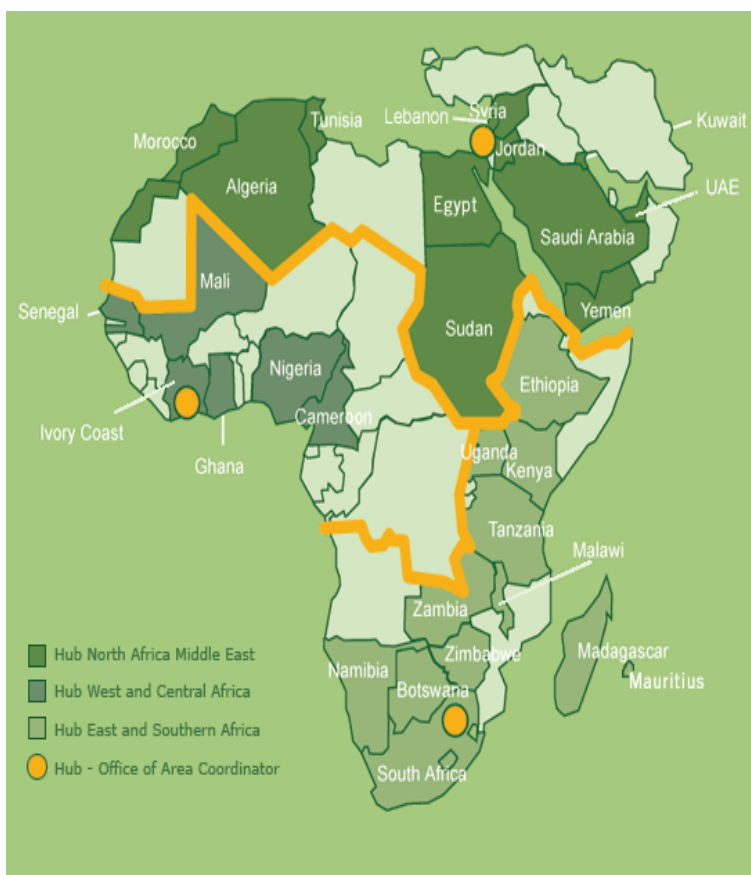 Syria
Lebanon
Tunisia
Kuwait
Morocco
Jordan
Algeria
UAE
Egypt
Saudi Arabia
Mali
Senegal
Yemen
Sudan
Nigeria
Ethiopia
Cameroon
Ivory Coast
Uganda
Ghana
Kenya
Tanzania
Malawi
Zambia
Hub North Africa Middle East
Zimbabwe
Madagascar
Namibia
Mauritius
Hub West and Central Africa
Botswana
Hub East and Southern Africa
Hub - Office of Area Coordinator
South Africa